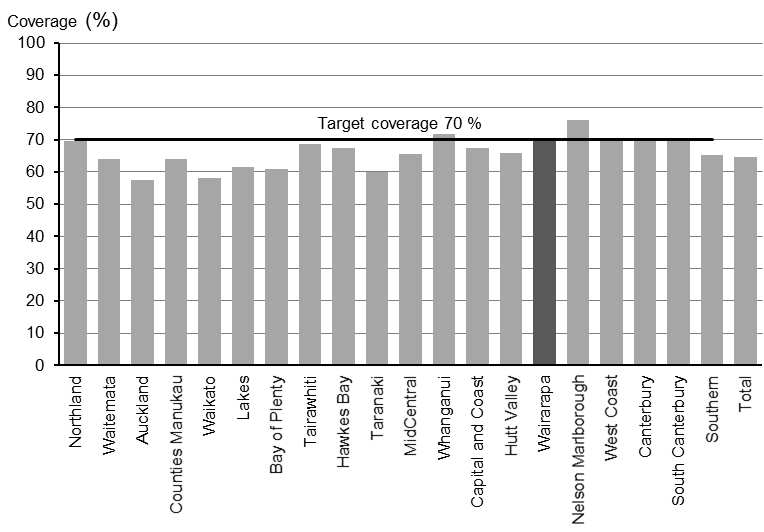 Coverage (%)
100
90
80
70
60
50
40
30
20
10
0
Target coverage 70 %
Northland
Waitemata
Auckland
Counties Manukau
Waikato
Lakes
Bay of Plenty
Tairawhiti
Hawkes Bay
Taranaki
MidCentral
Whanganui
Capital and Coast
Hutt Valley
Wairarapa
Nelson Marlborough
West Coast
Canterbury
South Canterbury
Southern
Total